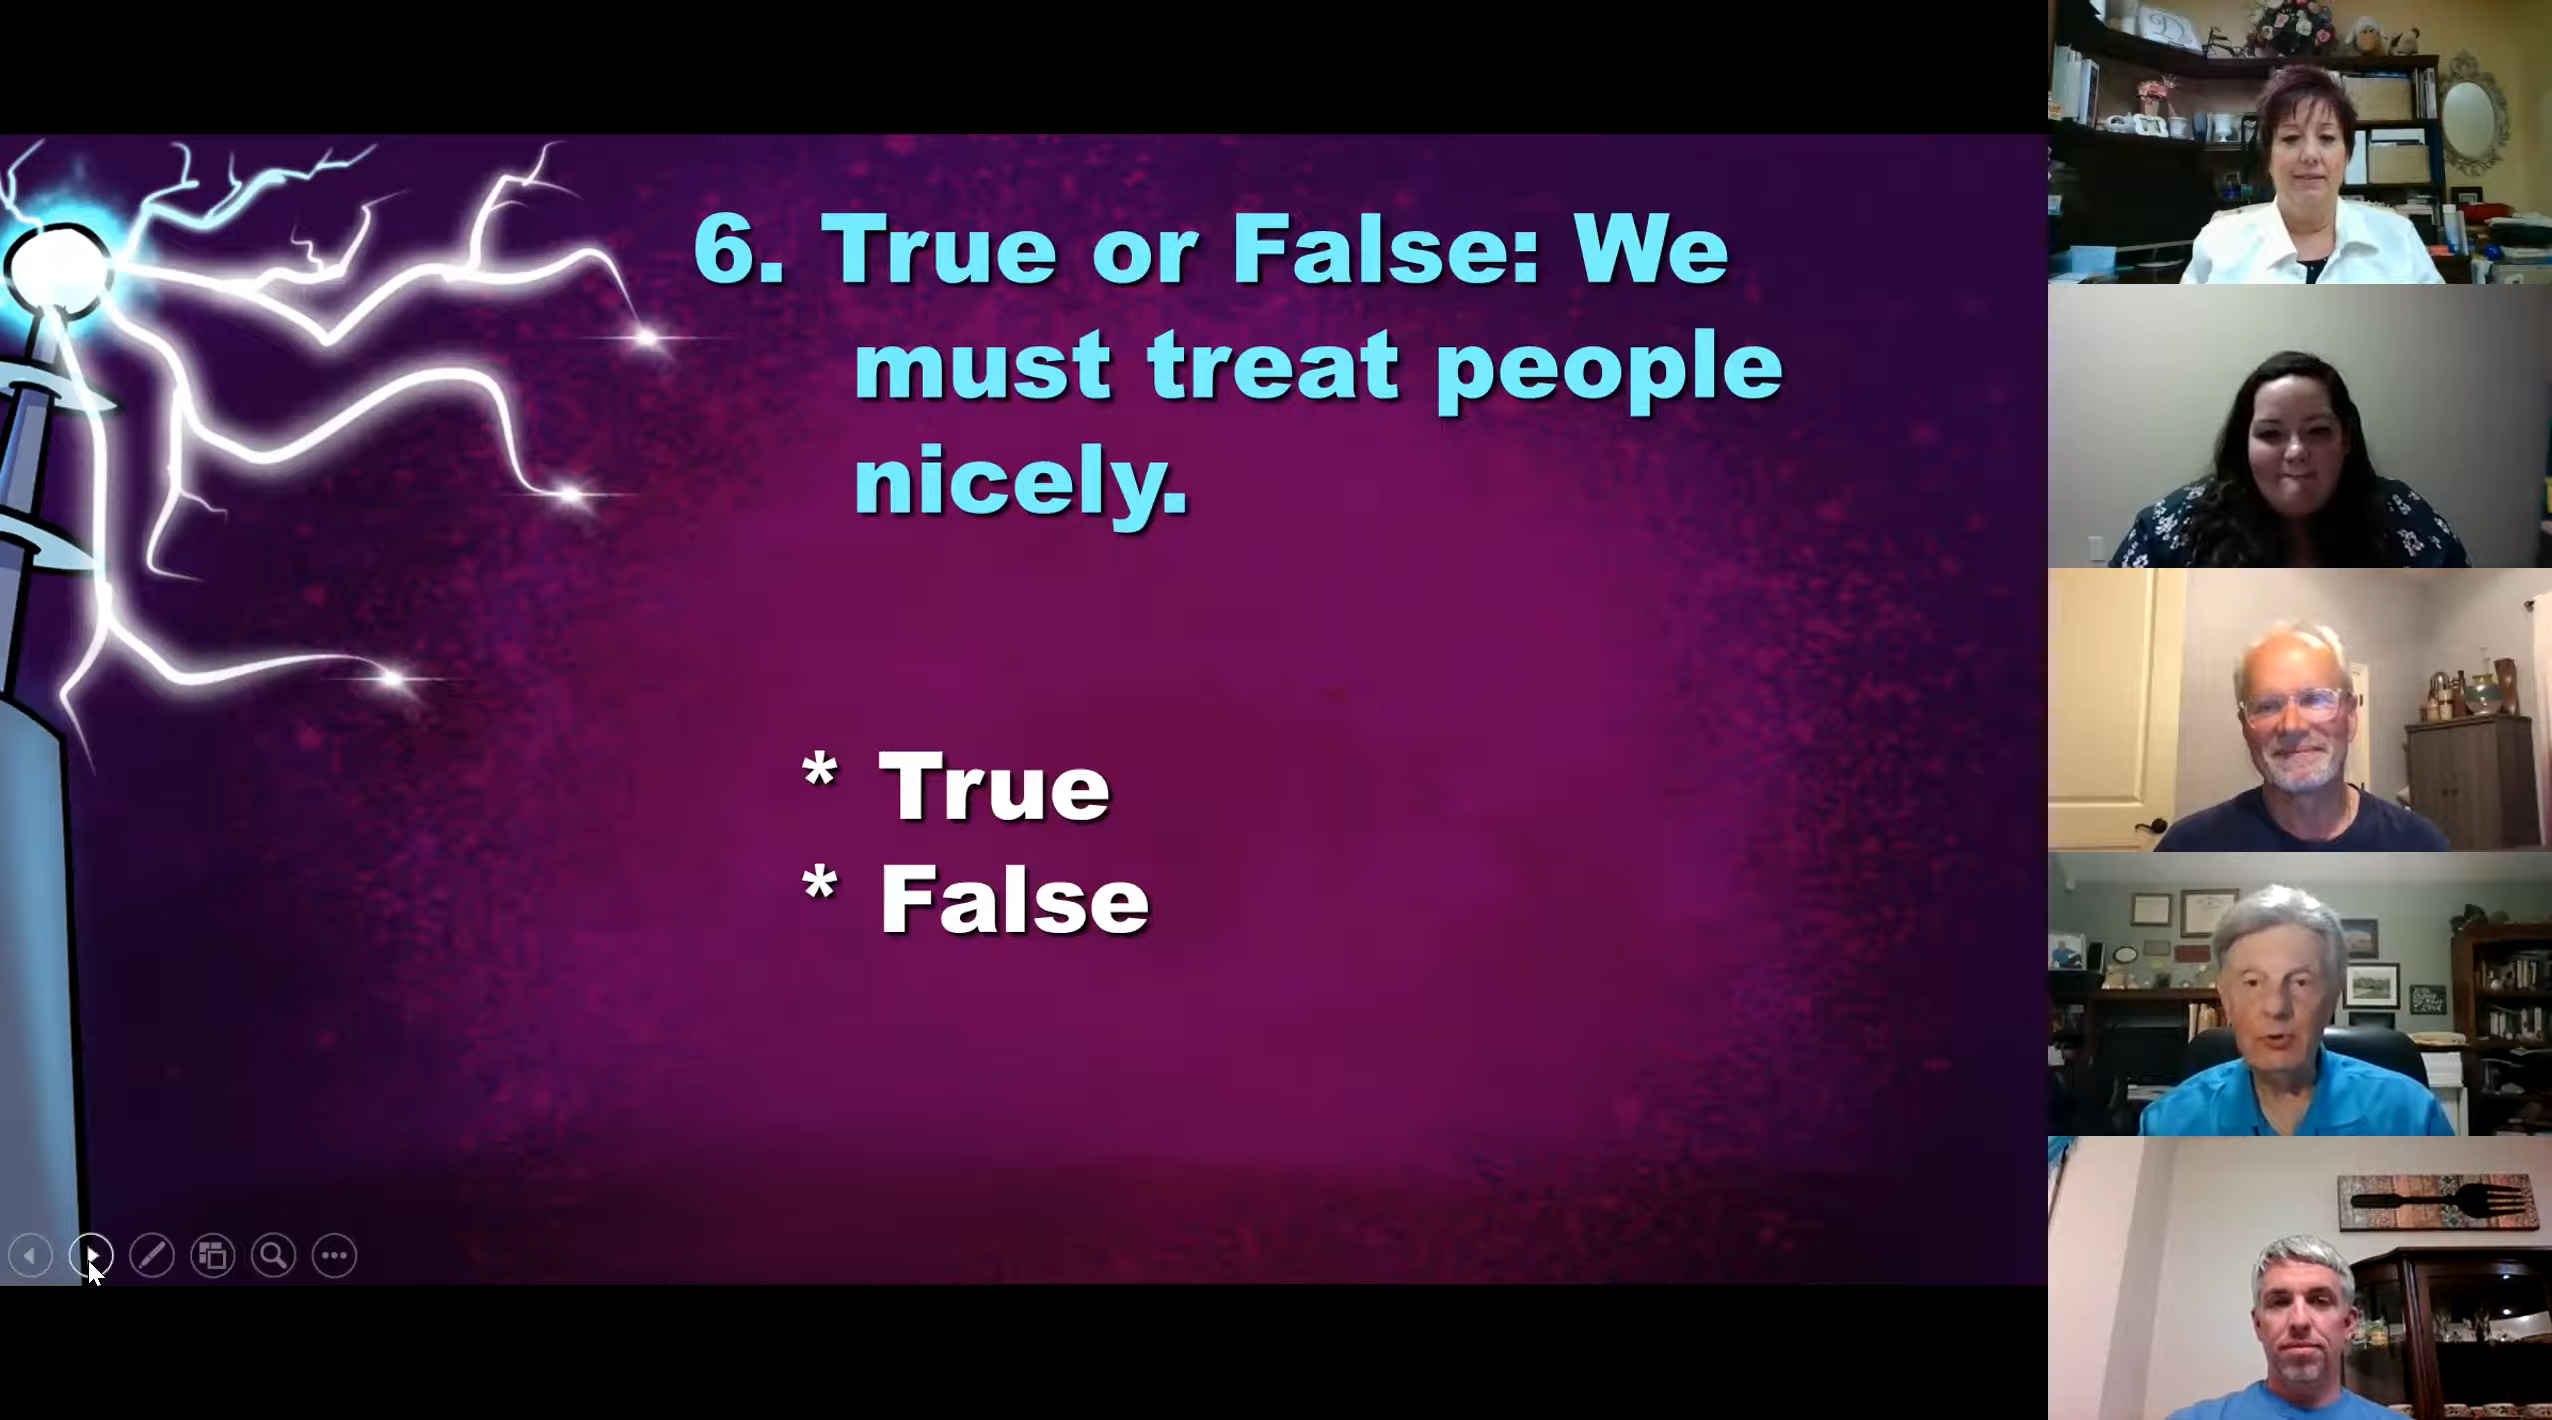 6. True or False: We
must treat people
nicely.
* True
* False
D